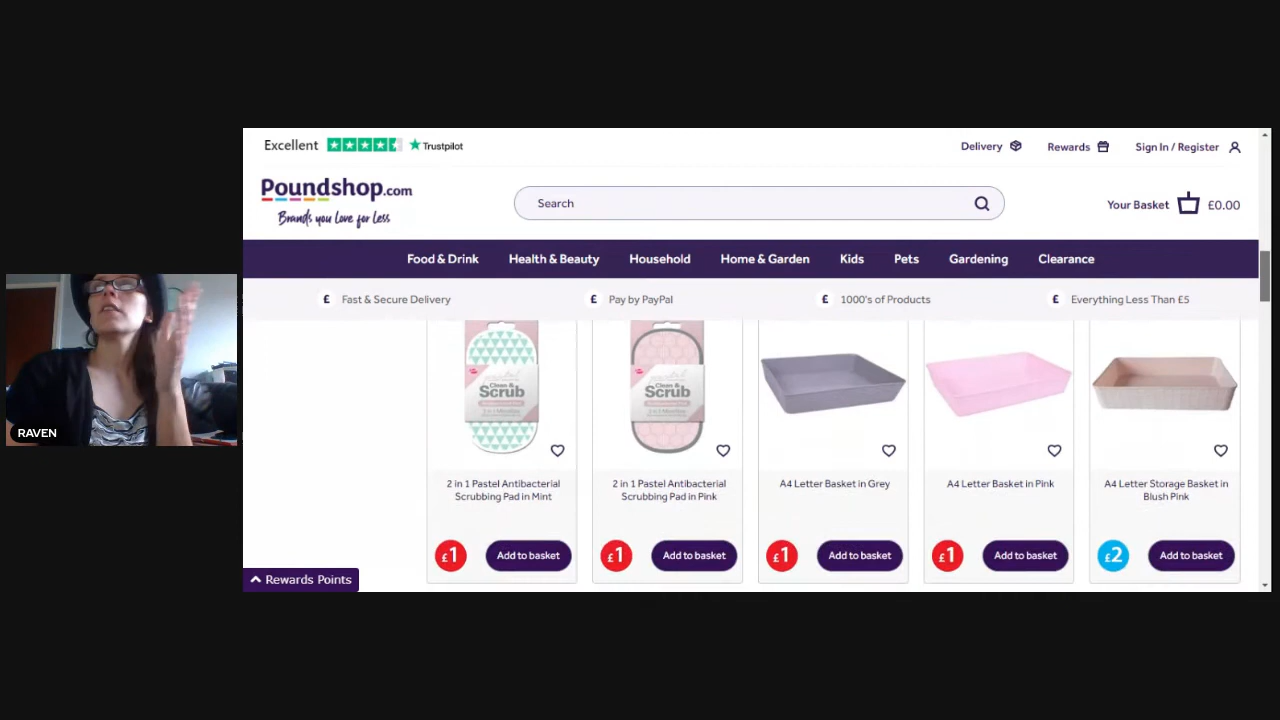 Excellent Trustpilot
Delivery Rewards Sign In / Register
Poundshop.com
Brands you Love for Less
Search
Your Basket £0.00
Food & Drink Health & Beauty Household Home & Garden Kids Pets Gardening Clearance
£ Fast & Secure Delivery £ Pay by PayPal £ 1000's of Products £ Everything Less Than £5
Clean &
Scrub
Clean &
Scrub
RAVEN
2 in 1 Pastel Antibacterial
Scrubbing Pad in Mint
2 in 1 Pastel Antibacterial
Scrubbing Pad in Pink
A4 Letter Basket in Grey
A4 Letter Basket in Pink
A4 Letter Storage Basket in
Blush Pink
£1 Add to basket £1 Add to basket £1 Add to basket £1 Add to basket £2 Add to basket
Rewards Points